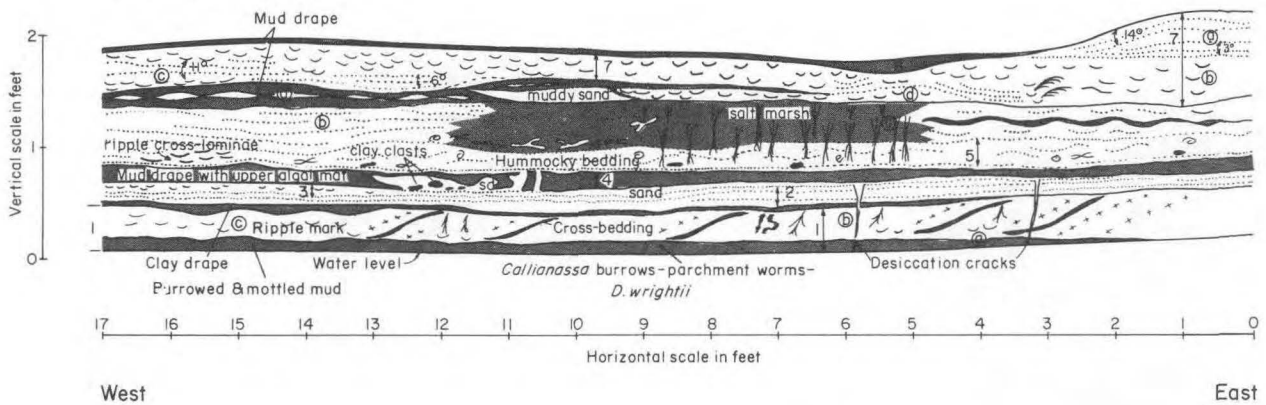 Mud drape
2
7
14°
7
a
3°
c
11°
6°
b
muddy sand
d
salt marsh
b
1
ripple cross-laminae
clay clasts
Hummocky bedding
e
5
Mud drape with upper algal mat
sd
4
3
sand
2
Vertical scale in feet
1
c
Ripple mark
Cross-bedding
1
b
a
0
Clay drape
Water level
Callianassa burrows-parchment worms-
D. wrightii
Desiccation cracks
Burrowed & mottled mud
17 16 15 14 13 12 11 10 9 8 7 6 5 4 3 2 1 0
Horizontal scale in feet
West East